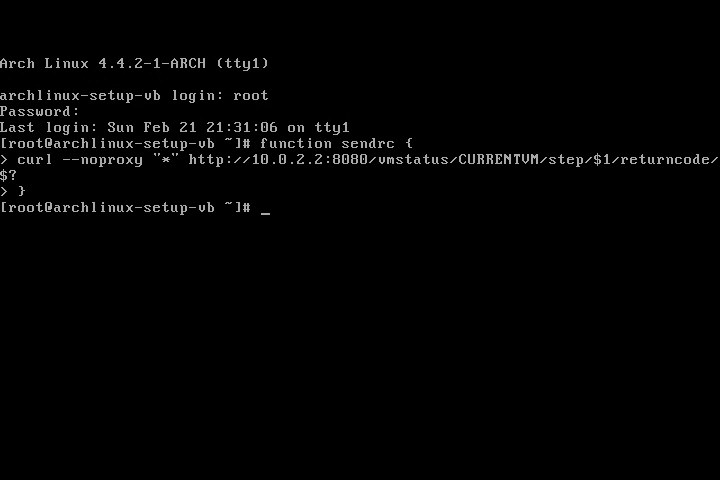 Arch Linux 4.4.2-1-ARCH (tty1)
archlinux-setup-vb login: root
Password:
Last login: Sun Feb 21 21:31:06 on tty1
[root@archlinux-setup-vb ~]# function sendrc {
> curl --noproxy "*" http://10.0.2.2:8080/vmstatus/CURRENTVM/step/$1/returncode/
$?
> }
[root@archlinux-setup-vb ~]# _